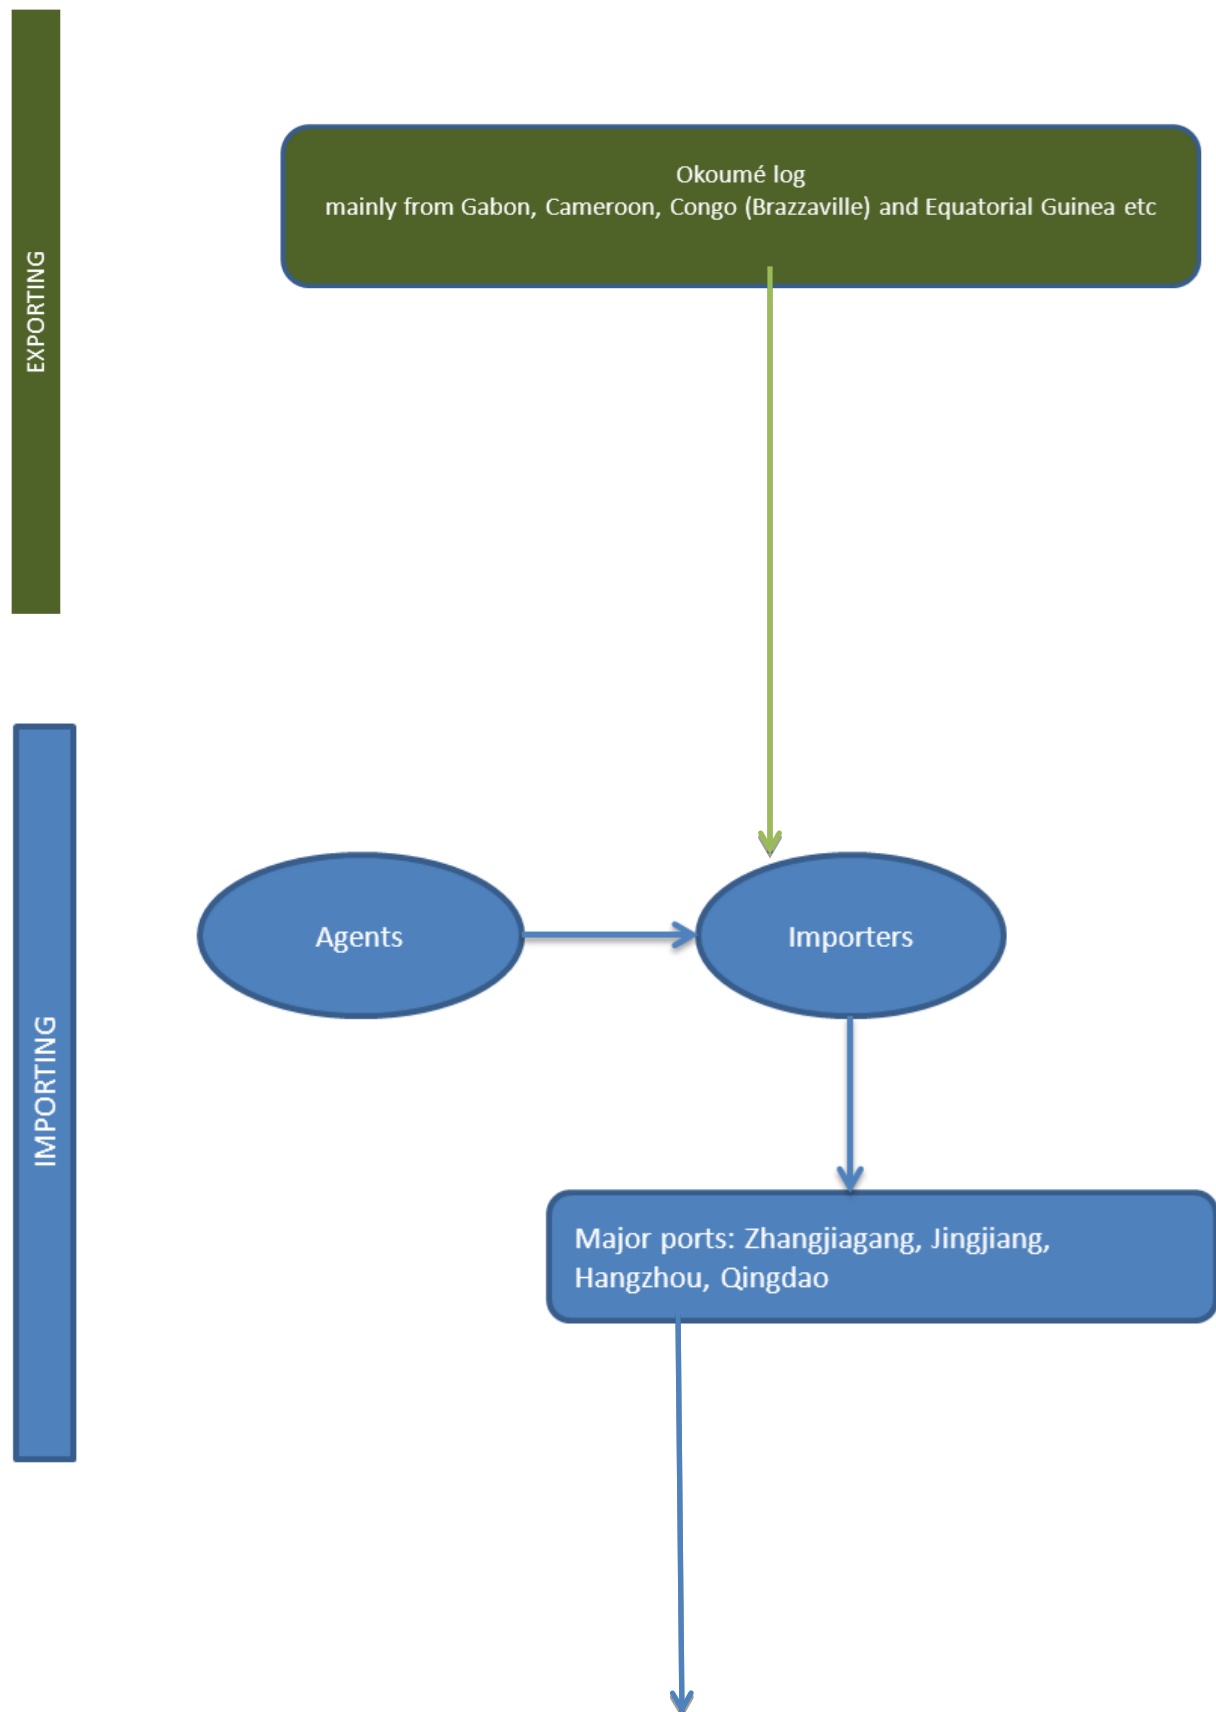 EXPORTING
Okoumé log
mainly from Gabon, Cameroon, Congo (Brazzaville) and Equatorial Guinea etc
IMPORTING
Agents
Importers
Major ports: Zhangjiagang, Jingjiang,
Hangzhou, Qingdao